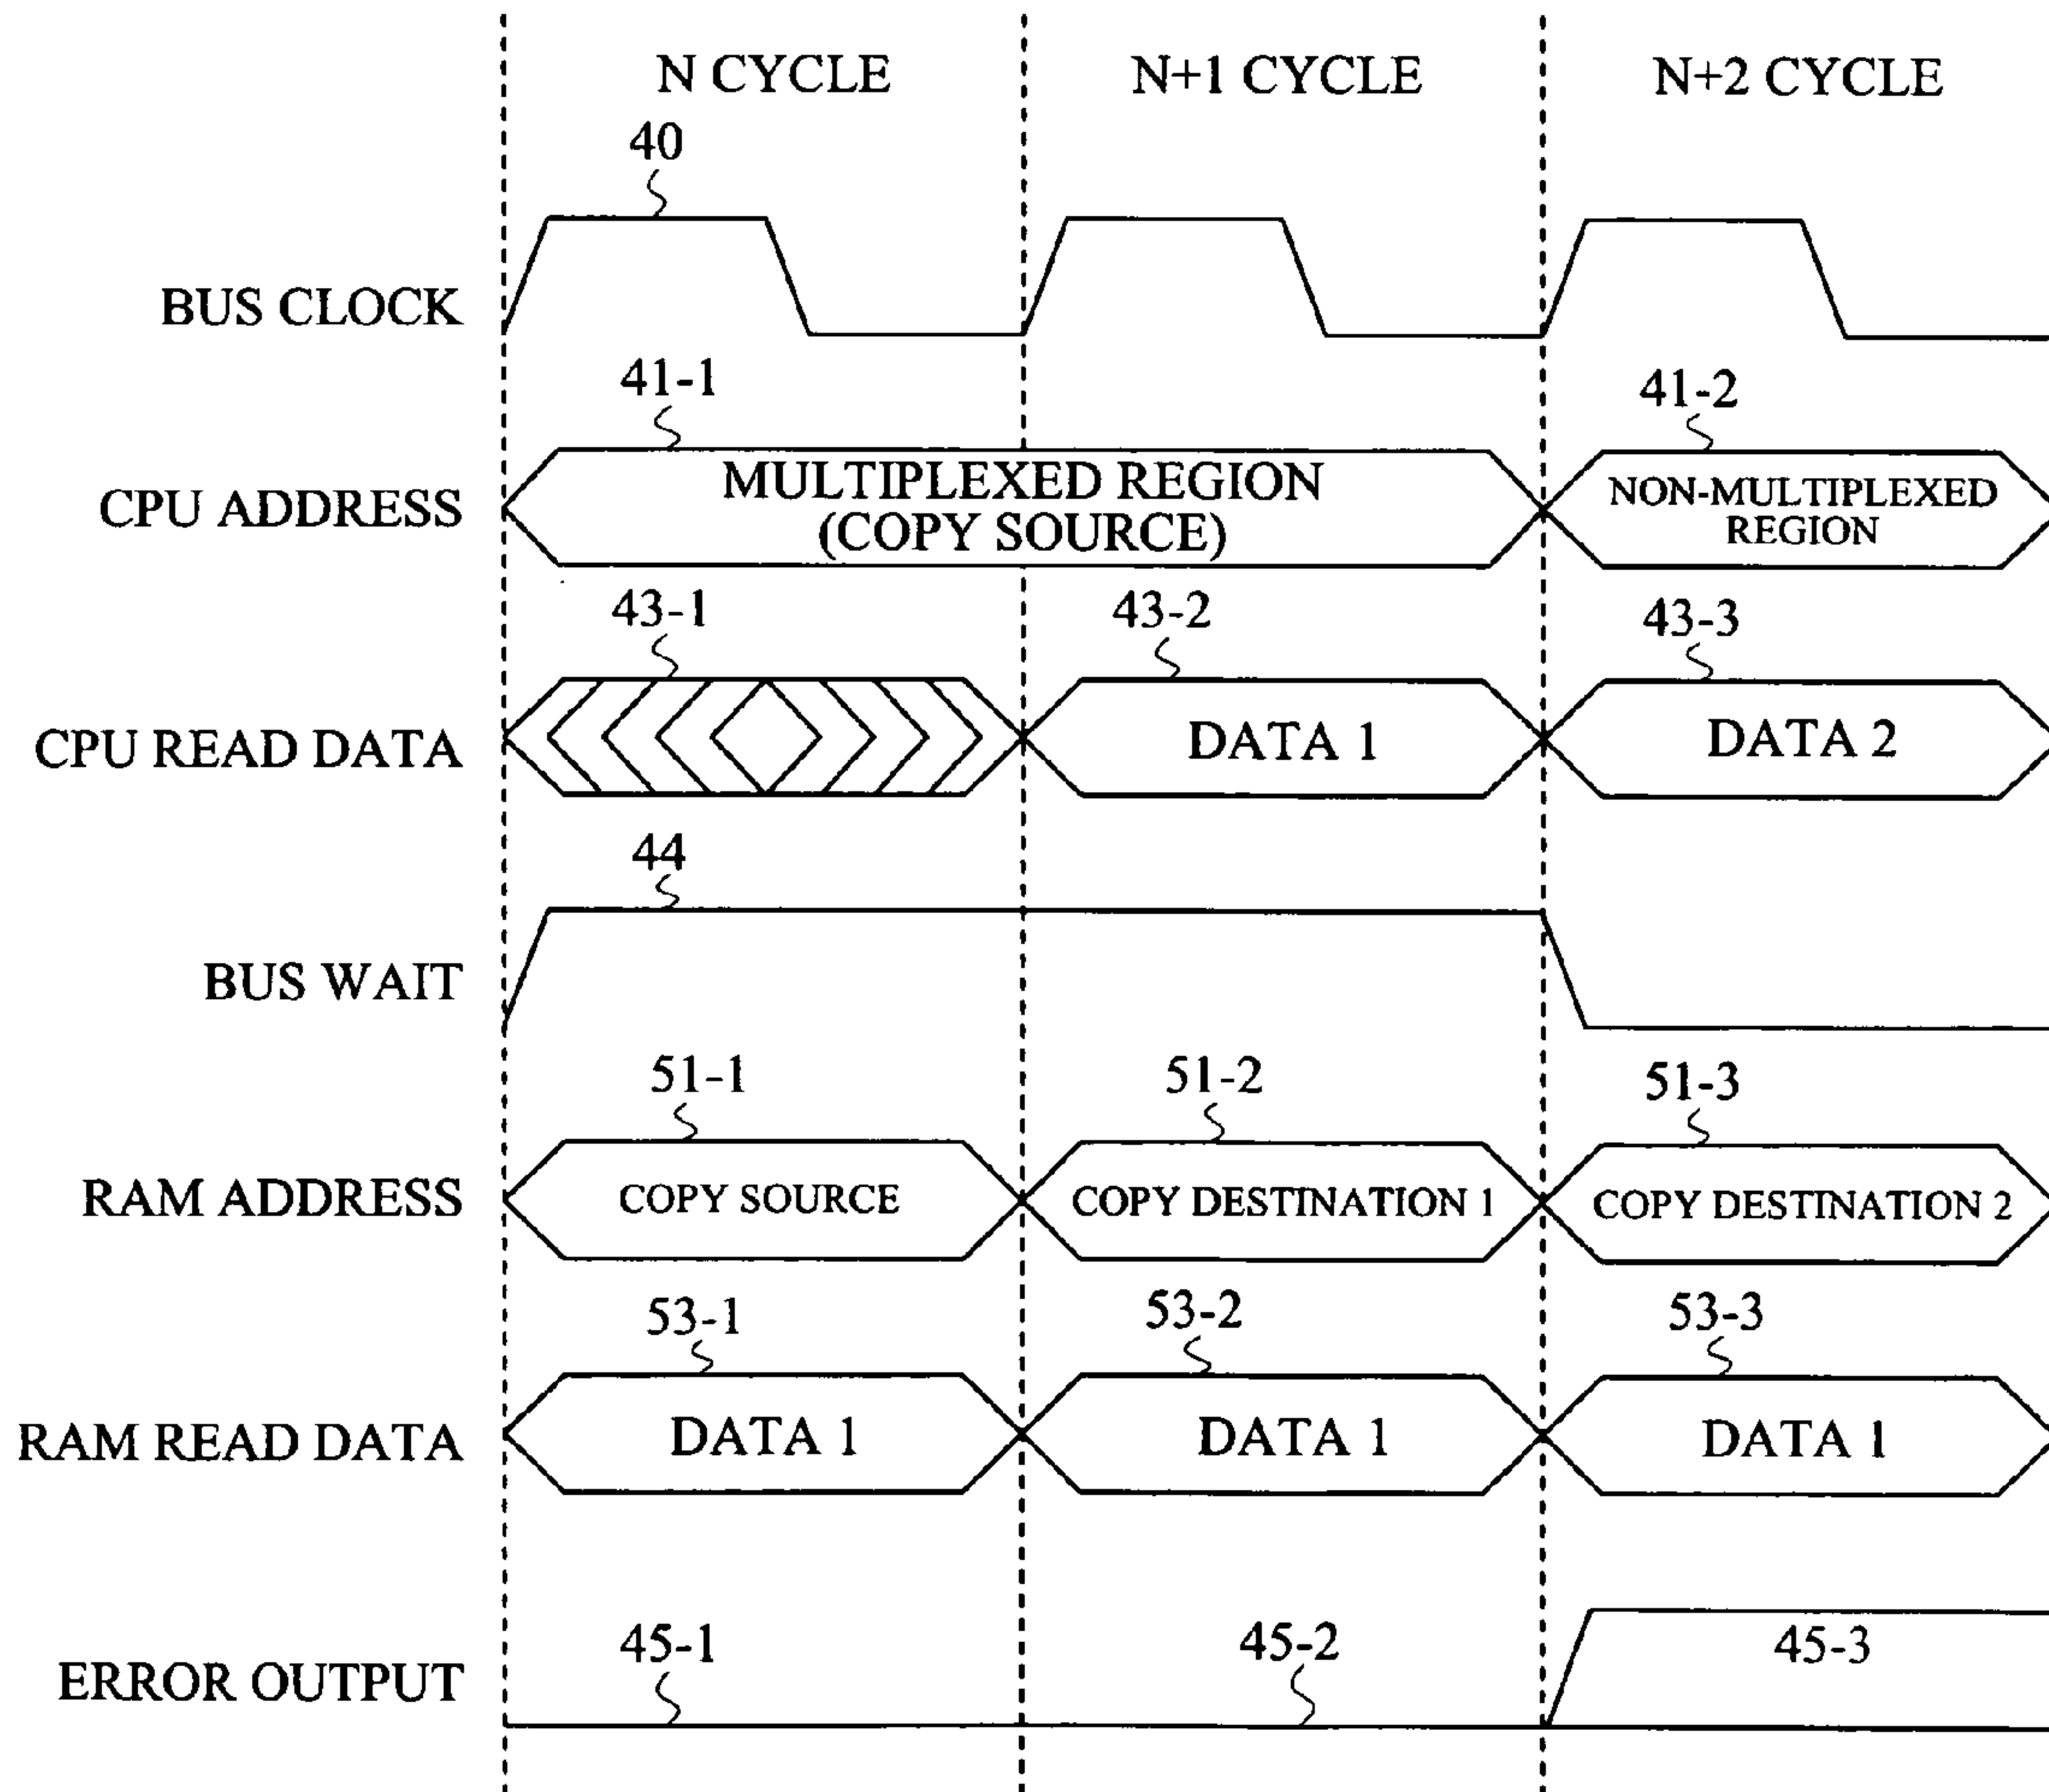 N CYCLE
N+1 CYCLE
N+2 CYCLE
40
BUS CLOCK
41-1
41-2
CPU ADDRESS
MULTIPLEXED REGION
(COPY SOURCE)
NON-MULTIPLEXED
REGION
43-1
43-2
43-3
CPU READ DATA
DATA 1
DATA 2
44
BUS WAIT
51-1
51-2
51-3
RAM ADDRESS
COPY SOURCE
COPY DESTINATION 1
COPY DESTINATION 2
53-1
53-2
53-3
RAM READ DATA
DATA 1
DATA 1
DATA 1
45-1
45-2
45-3
ERROR OUTPUT